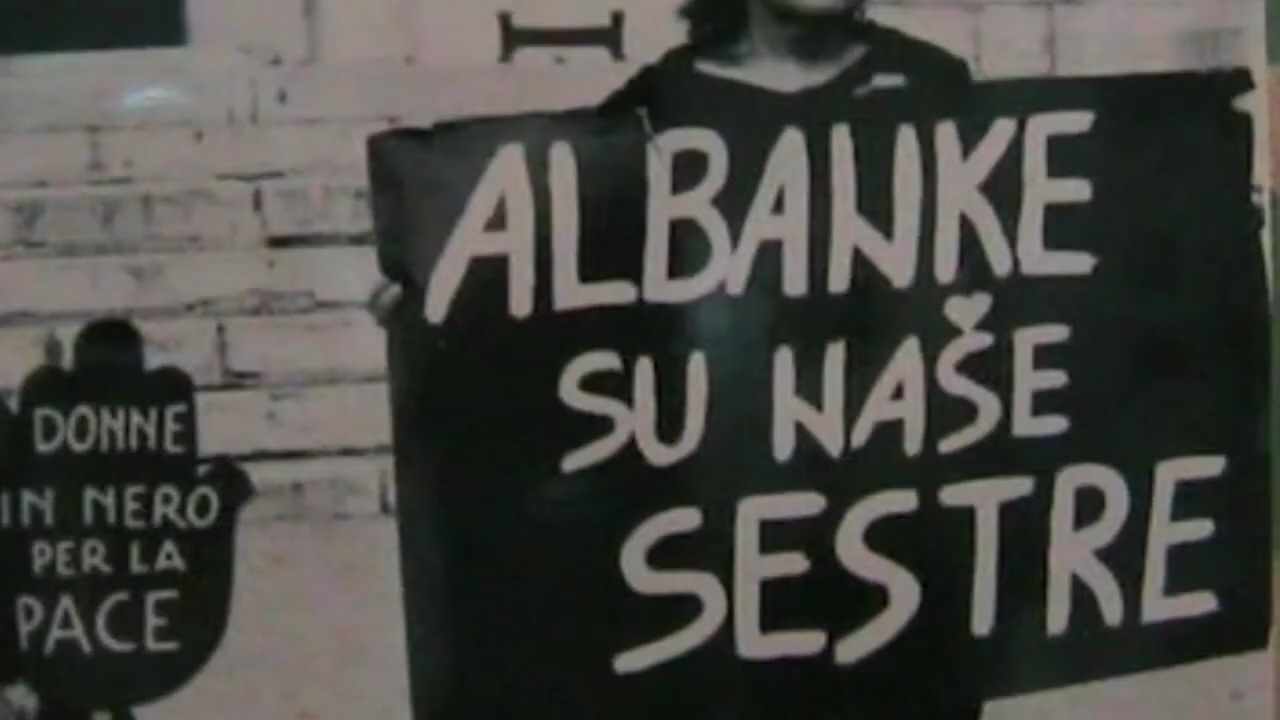 ALBANKE
SU NAŠE
SESTRE
DONNE
IN NERO
PER LA
PACE